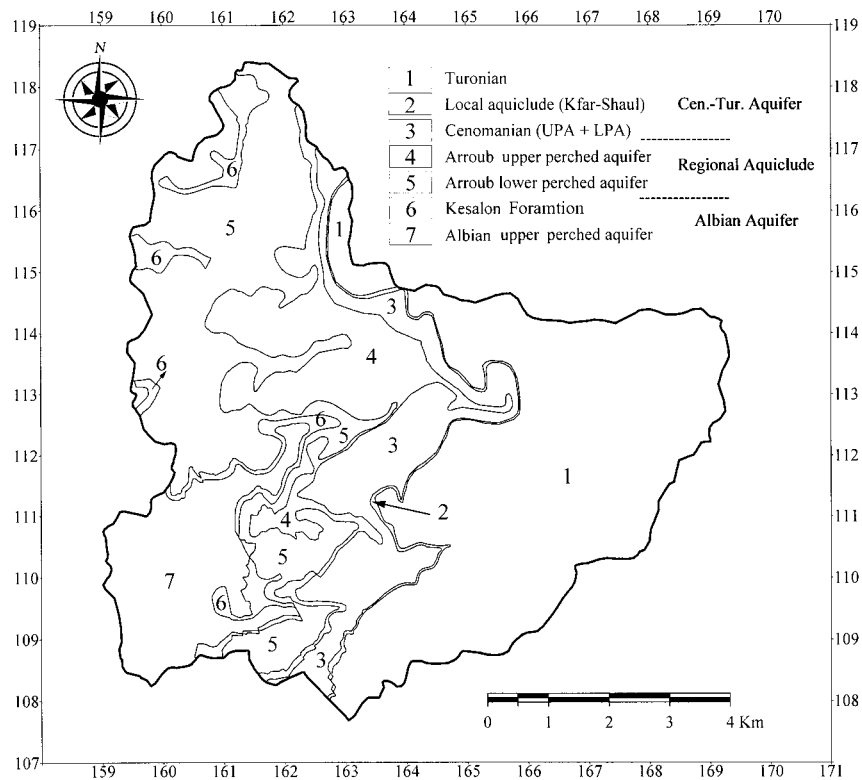 159 160 161 162 163 164 165 166 167 168 169 170
119 119
118 118
117 117
116 116
115 115
114 114
113 113
112 112
111 111
110 110
109 109
108 108
107
159 160 161 162 163 164 165 166 167 168 169 170 171
N
1 Turonian
2 Local aquiclude (Kfar-Shaul)
3 Cenomanian (UPA + LPA)
4 Arroub upper perched aquifer
5 Arroub lower perched aquifer
6 Kesalon Foramtion
7 Albian upper perched aquifer
Cen.-Tur. Aquifer
Regional Aquiclude
Albian Aquifer
6
5
1
6
3
4
6
6
5
3
1
2
4
5
7
6
5
3
0 1 2 3 4 Km